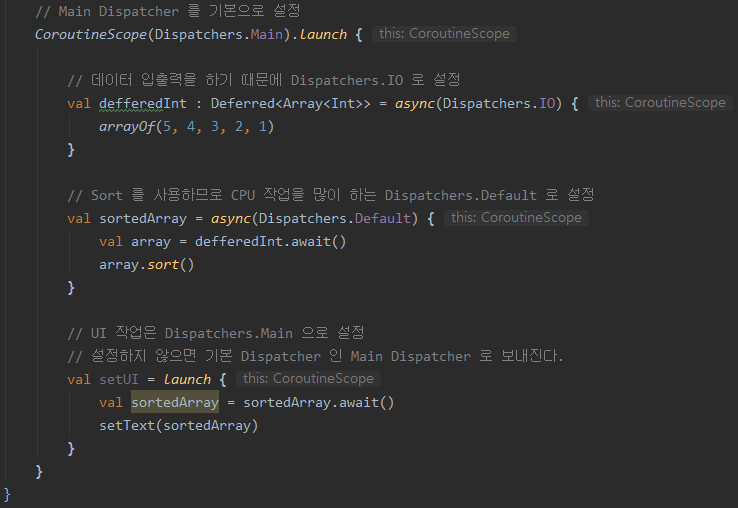 // Main Dispatcher 를 기본으로 설정
CoroutineScope(Dispatchers.Main).launch { this: CoroutineScope
// 데이터 입출력을 하기 때문에 Dispatchers.IO 로 설정
val defferedInt : Deferred<Array<Int>> = async(Dispatchers.IO) { this: CoroutineScope
arrayOf(5, 4, 3, 2, 1)
}
// Sort 를 사용하므로 CPU 작업을 많이 하는 Dispatchers.Default 로 설정
val sortedArray = async(Dispatchers.Default) { this: CoroutineScope
val array = defferedInt.await()
array.sort()
}
// UI 작업은 Dispatchers.Main 으로 설정
// 설정하지 않으면 기본 Dispatcher 인 Main Dispatcher 로 보내진다.
val setUI = launch { this: CoroutineScope
val sortedArray = sortedArray.await()
setText(sortedArray)
}
}
}